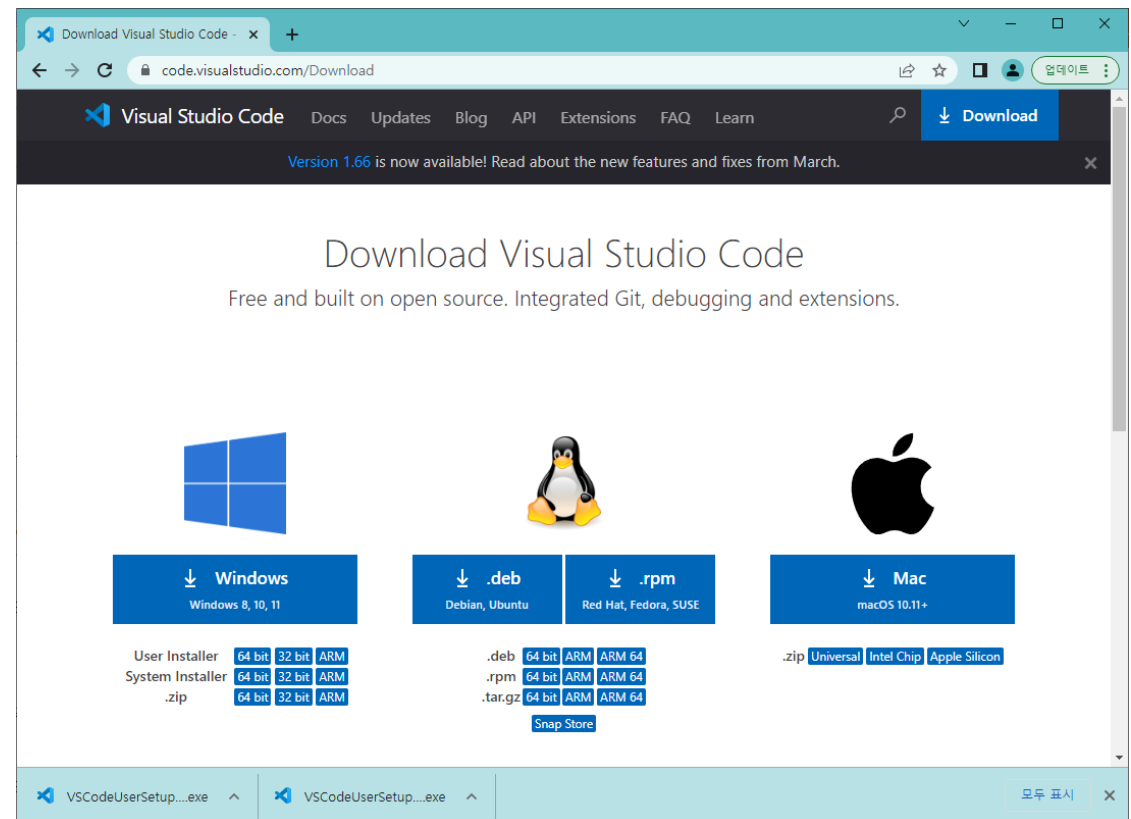 Download Visual Studio Code -
code.visualstudio.com/Download
업데이트
Visual Studio Code Docs Updates Blog API Extensions FAQ Learn Download
Version 1.66 is now available! Read about the new features and fixes from March.
Download Visual Studio Code
Free and built on open source. Integrated Git, debugging and extensions.
Windows
Windows 8, 10, 11
.deb
Debian, Ubuntu
.rpm
Red Hat, Fedora, SUSE
Mac
macOS 10.11+
User Installer 64 bit 32 bit ARM
System Installer 64 bit 32 bit ARM
.zip 64 bit 32 bit ARM
.deb 64 bit ARM ARM 64
.rpm 64 bit ARM ARM 64
.tar.gz 64 bit ARM ARM 64
Snap Store
.zip Universal Intel Chip Apple Silicon
VSCodeUserSetup....exe
VSCodeUserSetup....exe
모두 표시